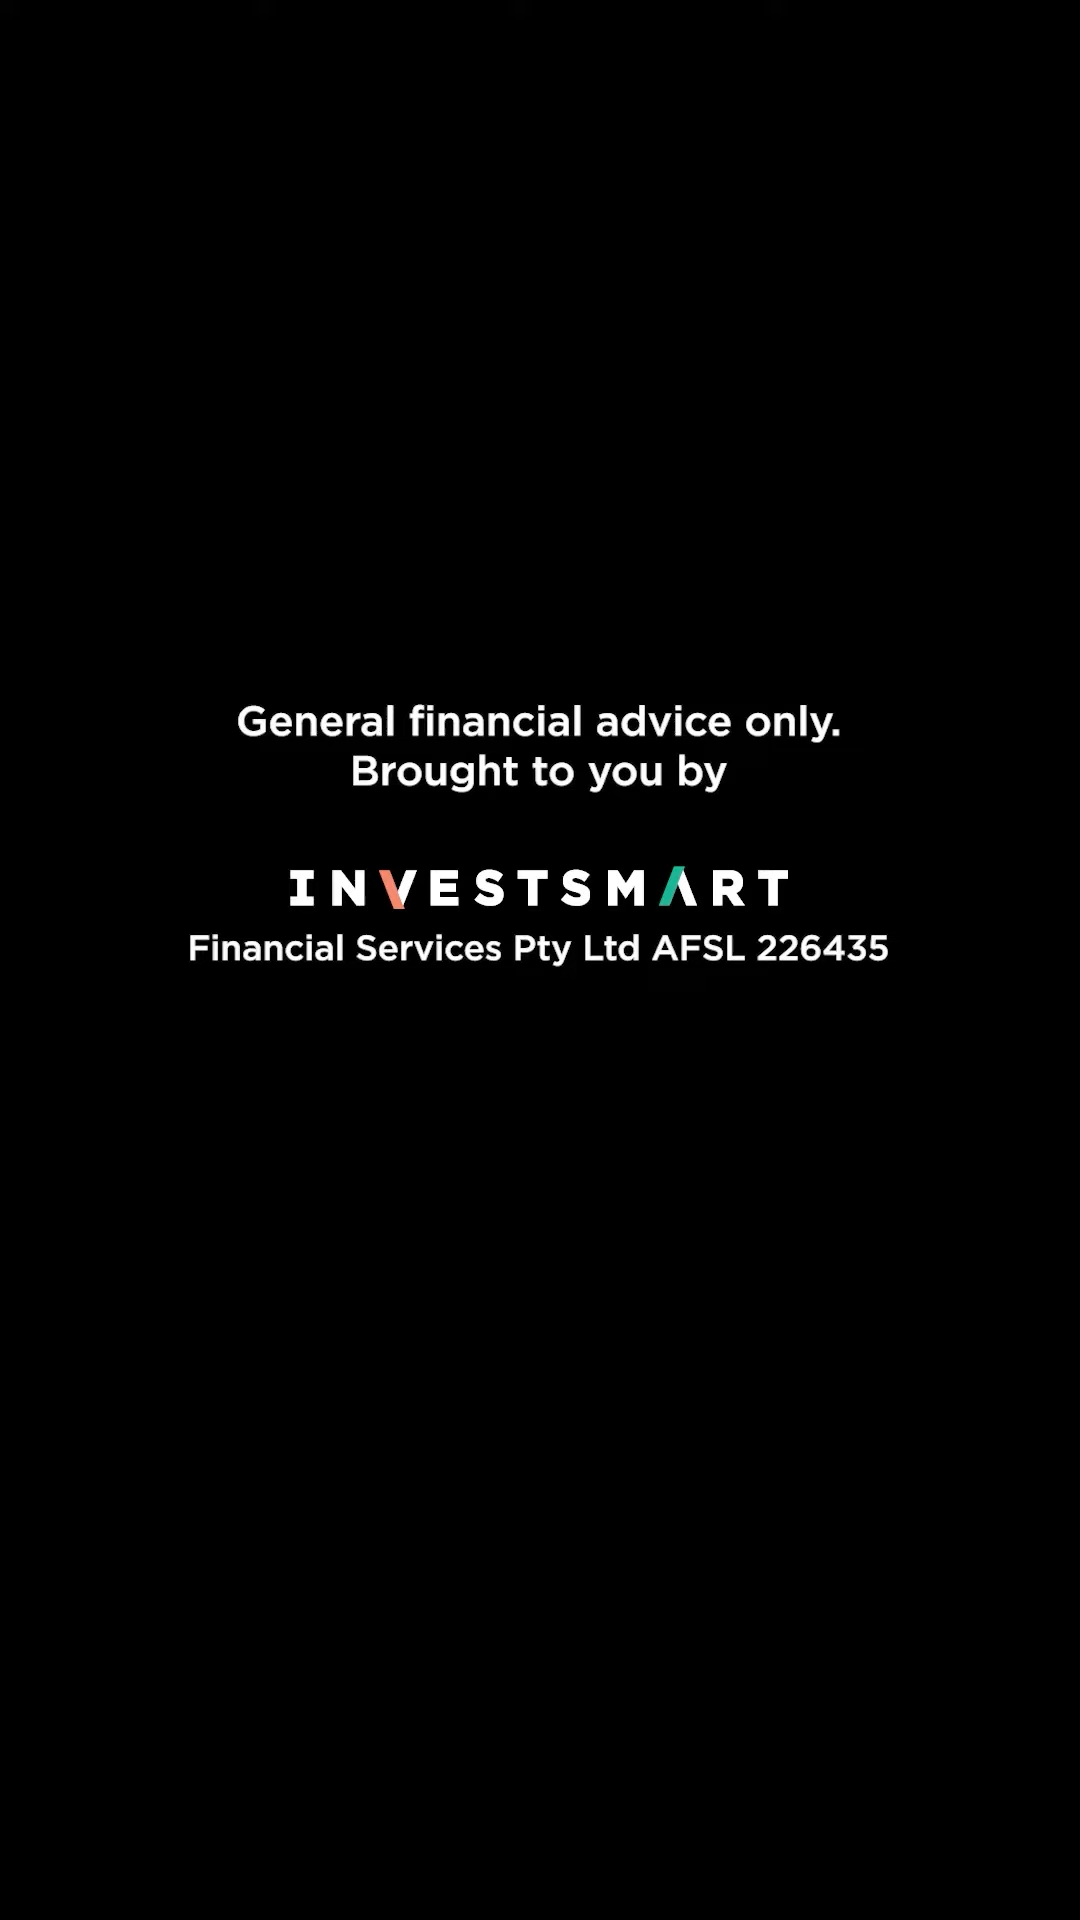 General financial advice only.
Brought to you by
INVESTSMART
Financial Services Pty Ltd AFSL 226435